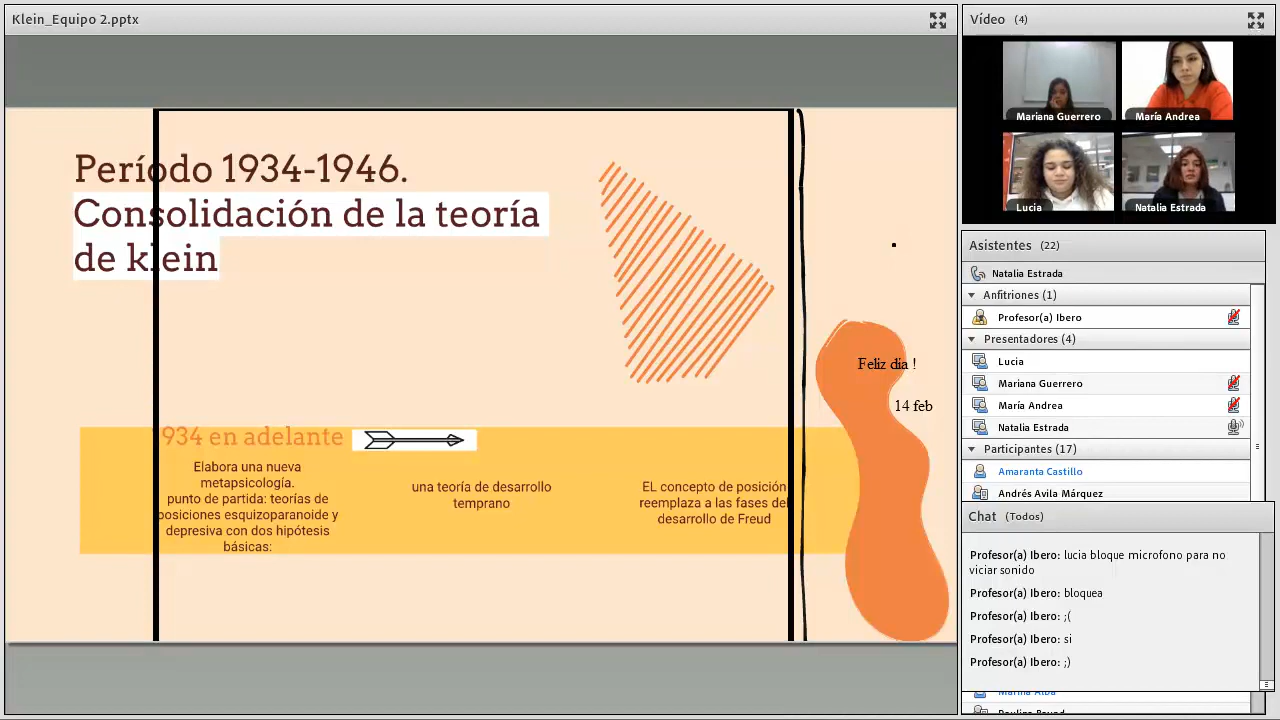 Klein_Equipo 2.pptx
Período 1934-1946.
Consolidación de la teoría
de klein
934 en adelante
Elabora una nueva
metapsicología.
punto de partida: teorías de
posiciones esquizoparanoide y
depresiva con dos hipótesis
básicas:
una teoría de desarrollo
temprano
EL concepto de posición
reemplaza a las fases del
desarrollo de Freud
Feliz dia !
14 feb
Vídeo (4)
Mariana Guerrero
María Andrea
Lucia
Natalia Estrada
Asistentes (22)
Natalia Estrada
Anfitriones (1)
Profesor(a) Ibero
Presentadores (4)
Lucia
Mariana Guerrero
María Andrea
Natalia Estrada
Participantes (17)
Amaranta Castillo
Andrés Avila Márquez
Chat (Todos)
Profesor(a) Ibero: lucia bloque microfono para no
viciar sonido
Profesor(a) Ibero: bloquea
Profesor(a) Ibero: ;(
Profesor(a) Ibero: si
Profesor(a) Ibero: ;)